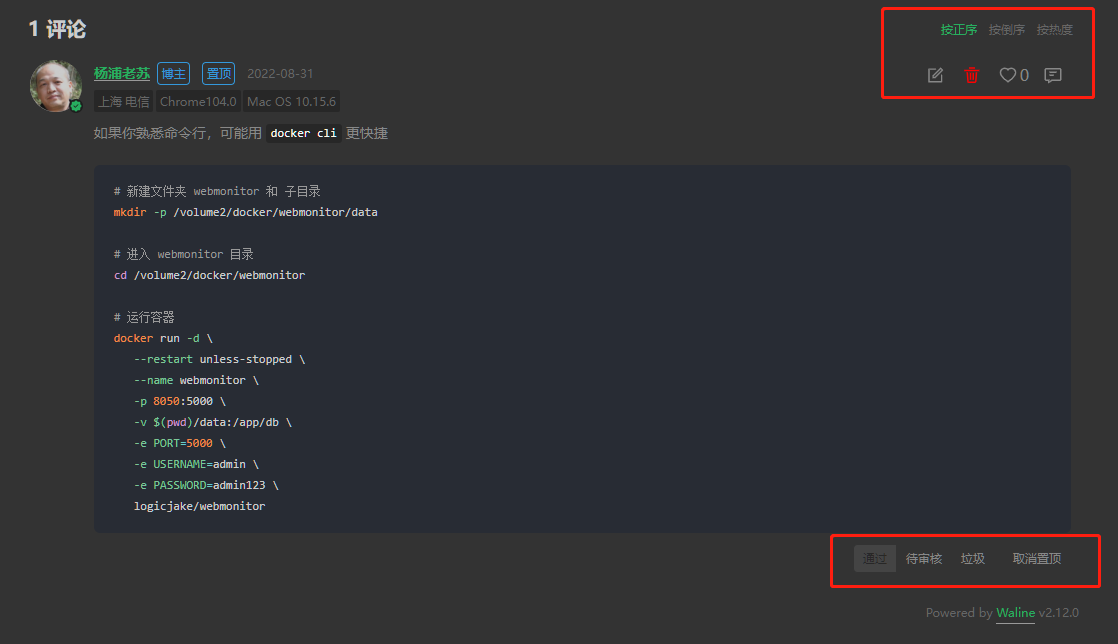 1 评论
按正序 按倒序 按热度
杨浦老苏 博主 置顶 2022-08-31
0
上海 电信 Chrome104.0 Mac OS 10.15.6
如果你孰悉命令行，可能用 docker cli 更快捷
# 新建文件夹 webmonitor 和 子目录
mkdir -p /volume2/docker/webmonitor/data
# 进入 webmonitor 目录
cd /volume2/docker/webmonitor
# 运行容器
docker run -d \
--restart unless-stopped \
--name webmonitor \
-p 8050:5000 \
-v $(pwd)/data:/app/db \
-e PORT=5000 \
-e USERNAME=admin \
-e PASSWORD=admin123 \
logicjake/webmonitor
通过 待审核 垃圾 取消置顶
Powered by Waline v2.12.0